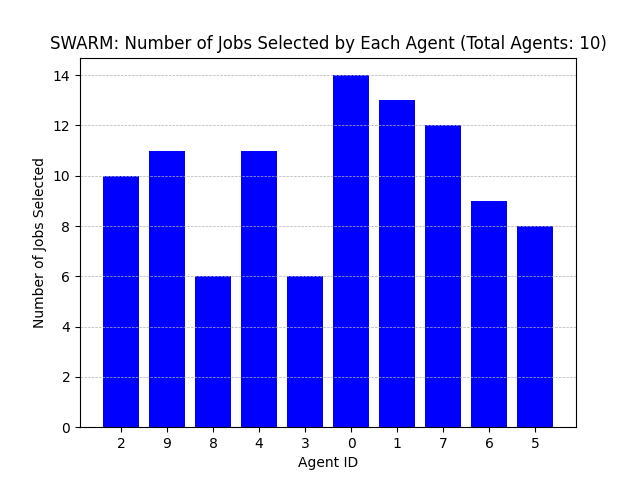 SWARM: Number of Jobs Selected by Each Agent (Total Agents: 10)
14
12
10
8
6
4
2
0
Number of Jobs Selected
2 9 8 4 3 0 1 7 6 5
Agent ID